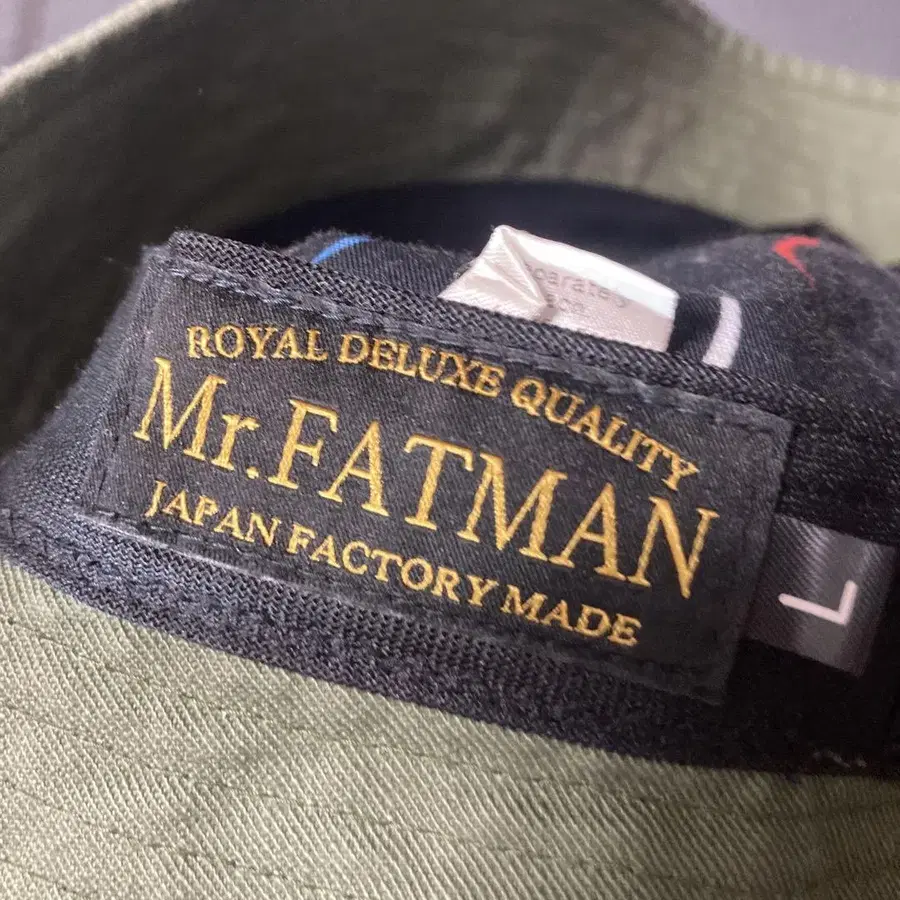 ROYAL DELUXE QUALITY
Mr.FATMAN
JAPAN FACTORY MADE
L